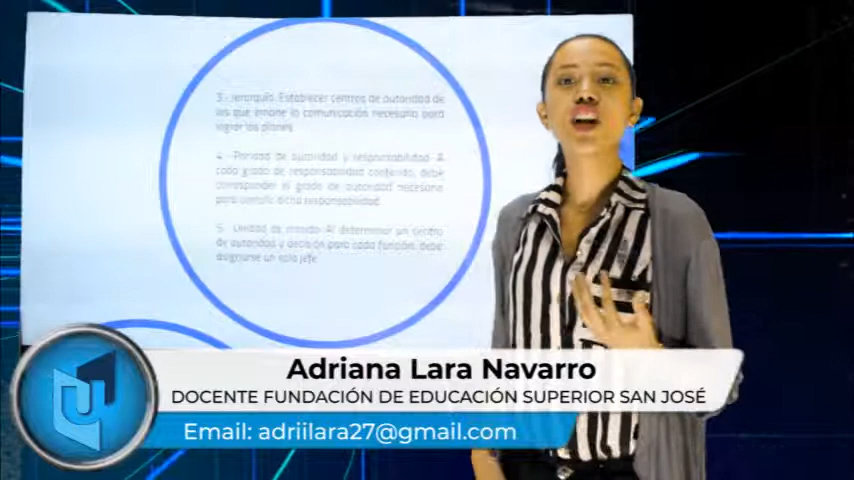 3.- Jerarquía. Establecer centros de autoridad de
los que emane la comunicación necesaria para
lograr los planes.
4.- Paridad de autoridad y responsabilidad. A
cada grado de responsabilidad conferido, debe
corresponder el grado de autoridad necesario
para cumplir dicha responsabilidad.
5.- Unidad de mando. Al determinar un centro
de autoridad y decisión para cada función, debe
asignarse un solo jefe.
Adriana Lara Navarro
DOCENTE FUNDACIÓN DE EDUCACIÓN SUPERIOR SAN JOSÉ
Email: adriilara27@gmail.com